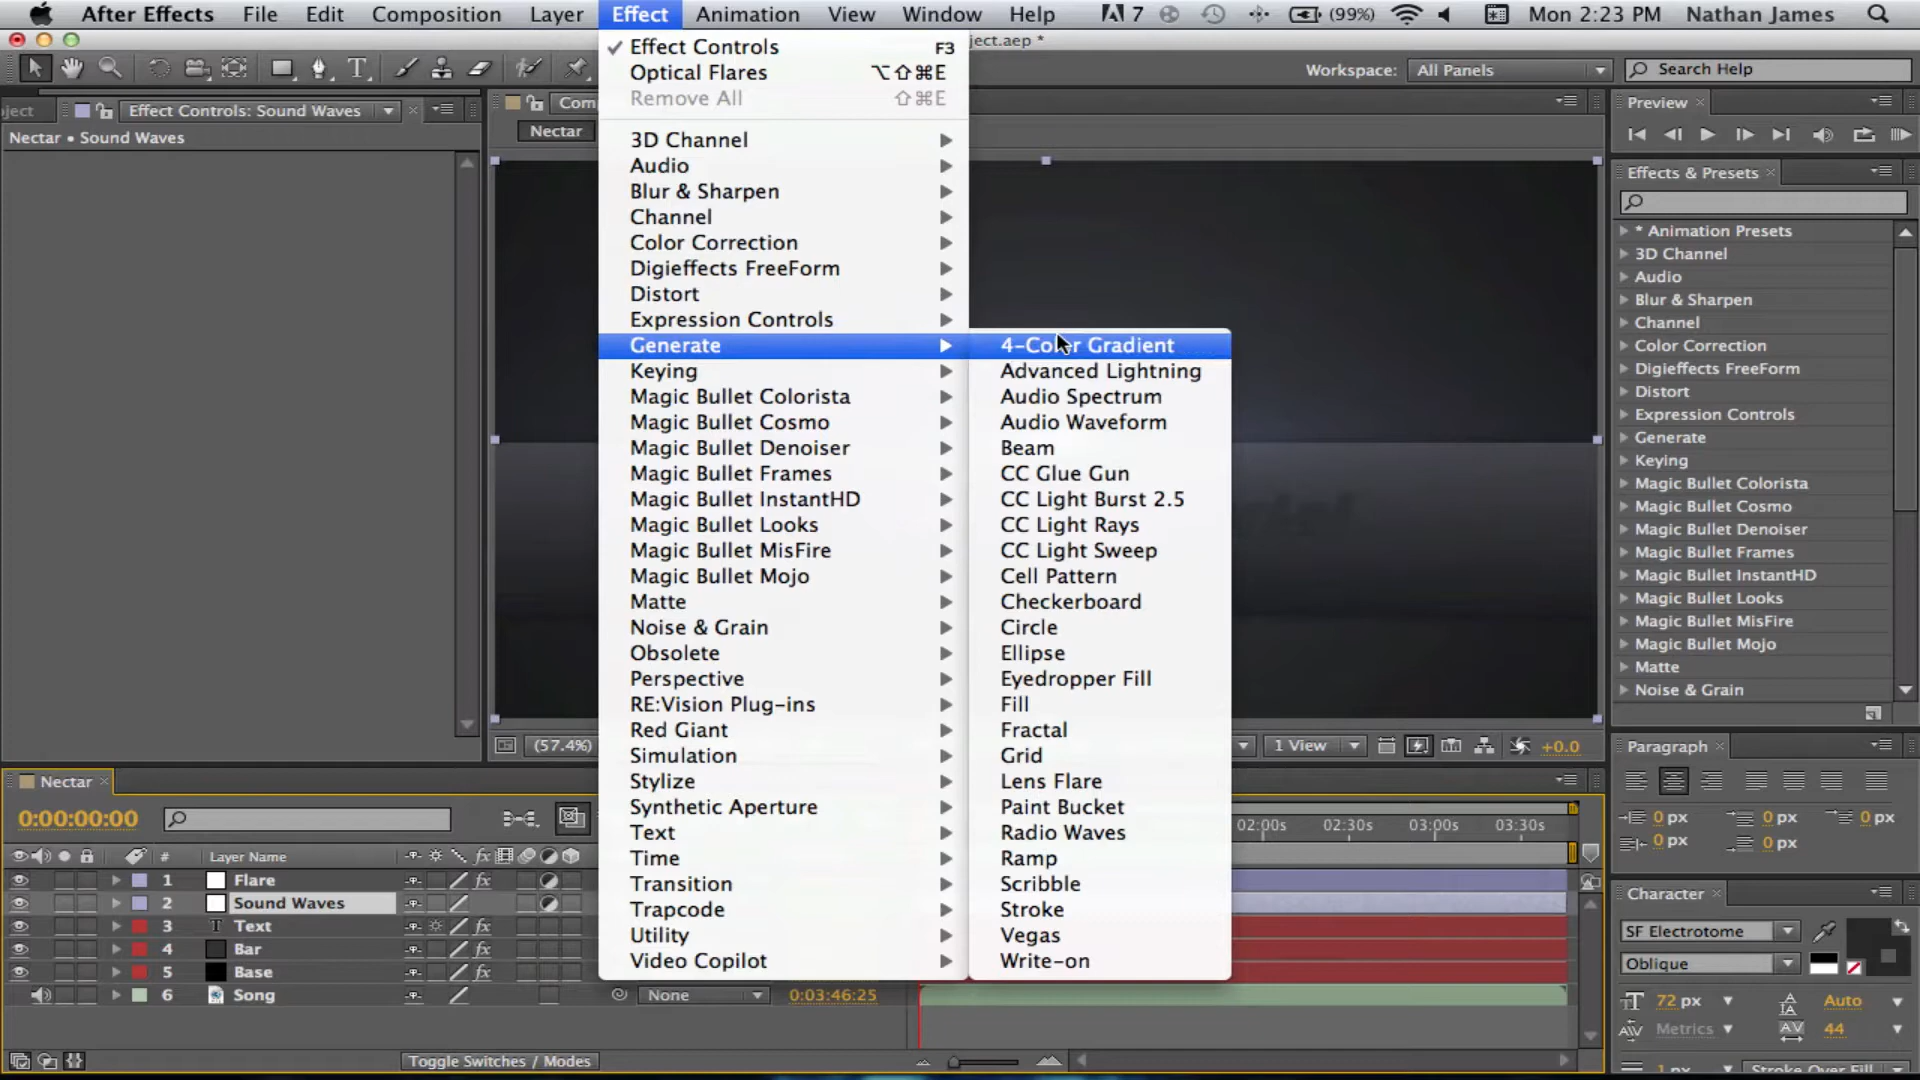 After Effects File Edit Composition Layer Effect Animation View Window Help 7 (99%) Mon 2:23 PM Nathan James
ject.aep *
Workspace: All Panels Search Help
ject Effect Controls: Sound Waves
Nectar • Sound Waves
Nectar
Effect Controls F3
Optical Flares ⌥⇧⌘E
Remove All ⇧⌘E
3D Channel
Audio
Blur & Sharpen
Channel
Color Correction
Digieffects FreeForm
Distort
Expression Controls
Generate
Keying
Magic Bullet Colorista
Magic Bullet Cosmo
Magic Bullet Denoiser
Magic Bullet Frames
Magic Bullet InstantHD
Magic Bullet Looks
Magic Bullet MisFire
Magic Bullet Mojo
Matte
Noise & Grain
Obsolete
Perspective
RE:Vision Plug-ins
Red Giant
Simulation
Stylize
Synthetic Aperture
Text
Time
Transition
Trapcode
Utility
Video Copilot
4-Color Gradient
Advanced Lightning
Audio Spectrum
Audio Waveform
Beam
CC Glue Gun
CC Light Burst 2.5
CC Light Rays
CC Light Sweep
Cell Pattern
Checkerboard
Circle
Ellipse
Eyedropper Fill
Fill
Fractal
Grid
Lens Flare
Paint Bucket
Radio Waves
Ramp
Scribble
Stroke
Vegas
Write-on
Preview
Effects & Presets
* Animation Presets
3D Channel
Audio
Blur & Sharpen
Channel
Color Correction
Digieffects FreeForm
Distort
Expression Controls
Generate
Keying
Magic Bullet Colorista
Magic Bullet Cosmo
Magic Bullet Denoiser
Magic Bullet Frames
Magic Bullet InstantHD
Magic Bullet Looks
Magic Bullet MisFire
Magic Bullet Mojo
Matte
Noise & Grain
(57.4%) 1 View +0.0
Paragraph
0 px 0 px 0 px
0 px 0 px
Character
SF Electrotome
Oblique
72 px Auto
Metrics 44
1 px Stroke Over Fill
Nectar
0:00:00:00
02:00s 02:30s 03:00s 03:30s
# Layer Name
1 Flare
2 Sound Waves
3 Text
4 Bar
5 Base
6 Song None 0:03:46:25
Toggle Switches / Modes